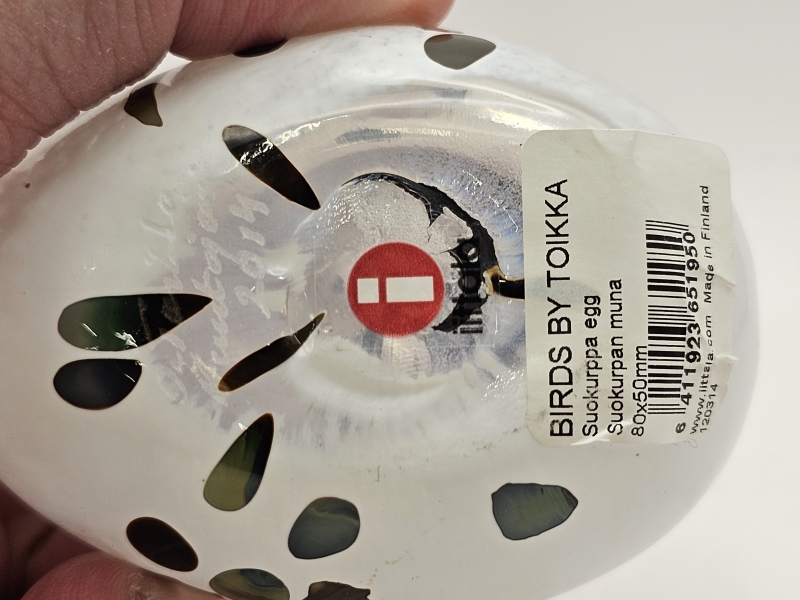 BIRDS BY TOIKKA
Suokurppa egg
Suokurpan muna
80x50mm
6 411923 651950
www.iittala.com Made in Finland
120314
iittala
2014